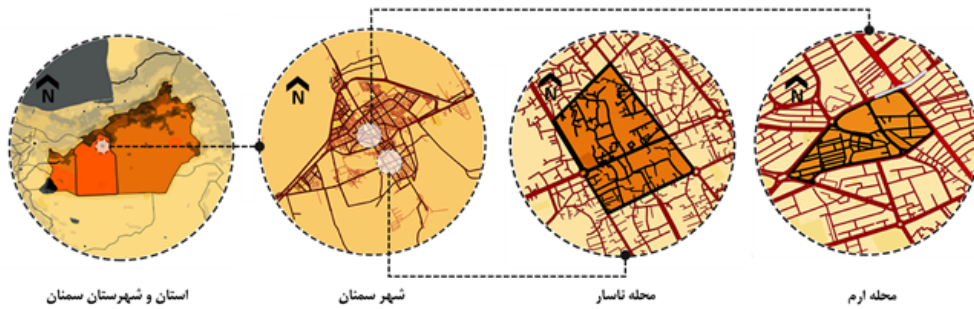 N
N
N
N
استان و شهرستان سمنان
شهر سمنان
محله ناسار
محله ارم